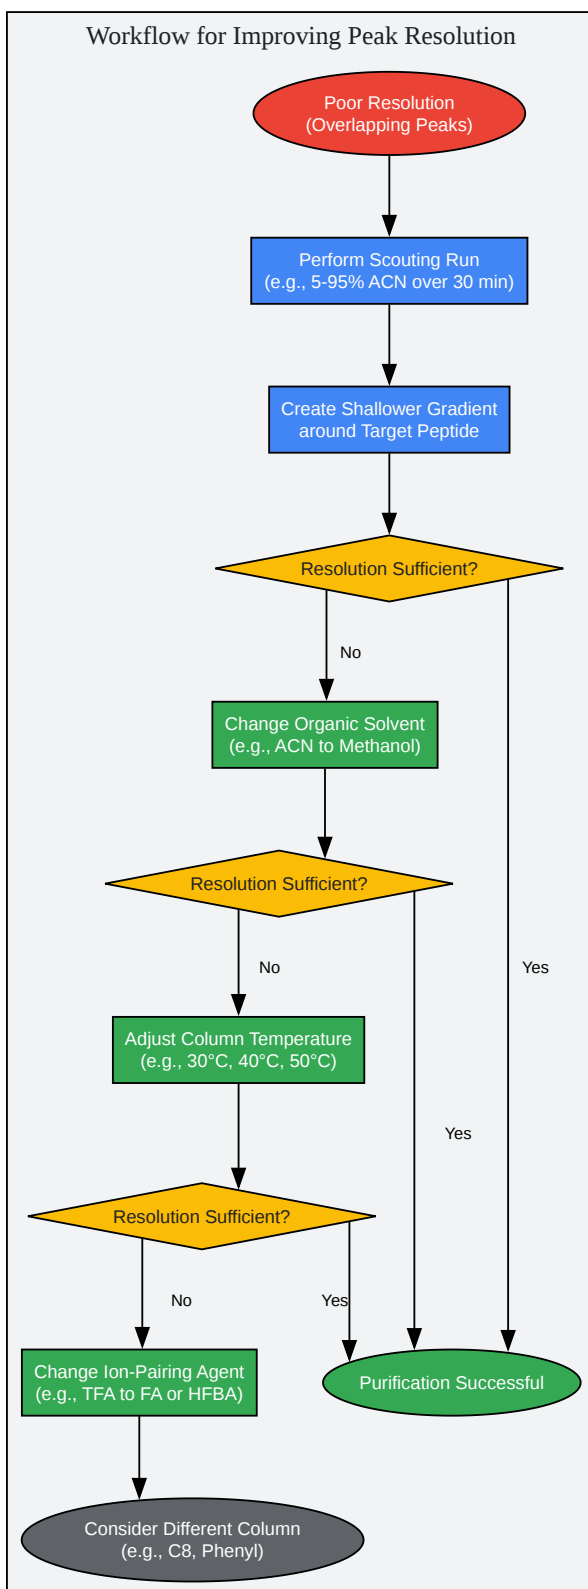 Workflow for Improving Peak Resolution
Poor Resolution
(Overlapping Peaks)
Perform Scouting Run
(e.g., 5-95% ACN over 30 min)
Create Shallower Gradient
around Target Peptide
Resolution Sufficient?
No
Change Organic Solvent
(e.g., ACN to Methanol)
Resolution Sufficient?
No
Yes
Adjust Column Temperature
(e.g., 30°C, 40°C, 50°C)
Yes
Resolution Sufficient?
No
Yes
Change Ion-Pairing Agent
(e.g., TFA to FA or HFBA)
Purification Successful
Consider Different Column
(e.g., C8, Phenyl)